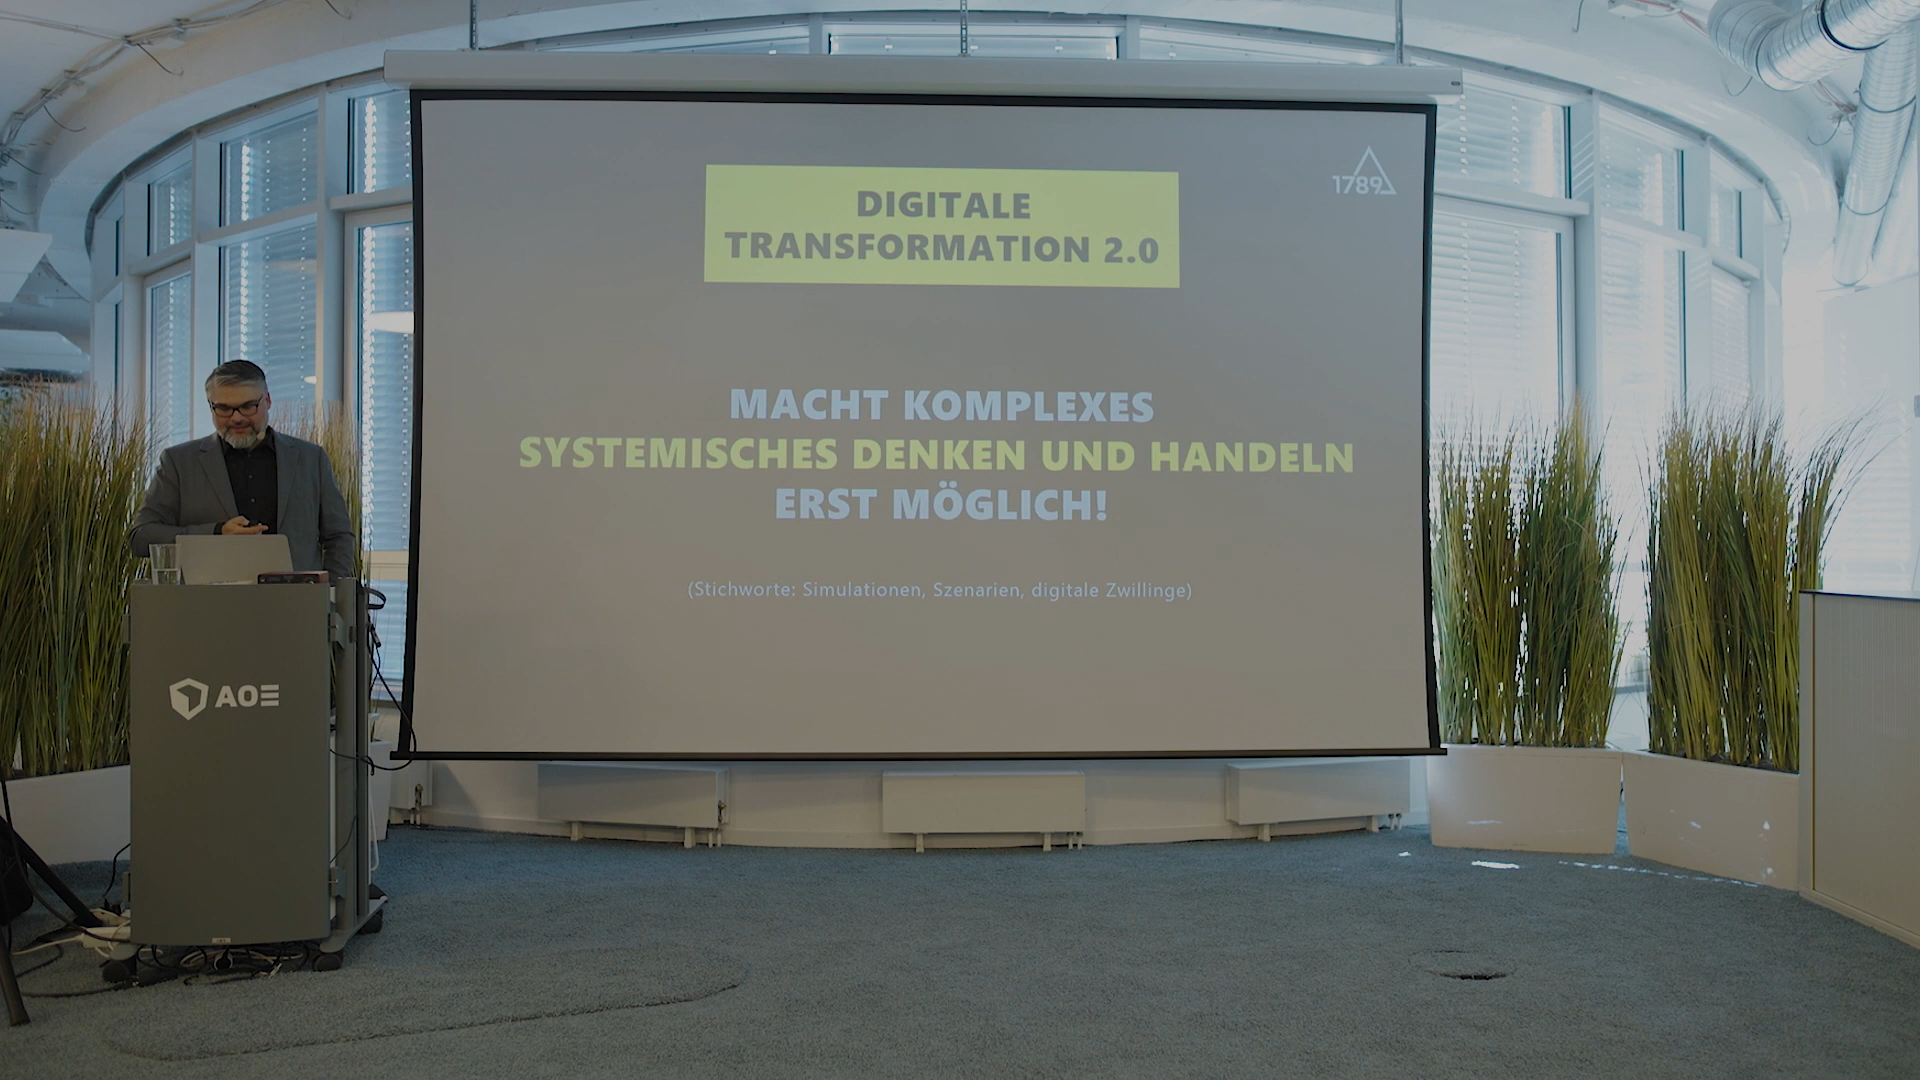 DIGITALE
TRANSFORMATION 2.0
1789
MACHT KOMPLEXES
SYSTEMISCHES DENKEN UND HANDELN
ERST MÖGLICH!
(Stichworte: Simulationen, Szenarien, digitale Zwillinge)
AOE